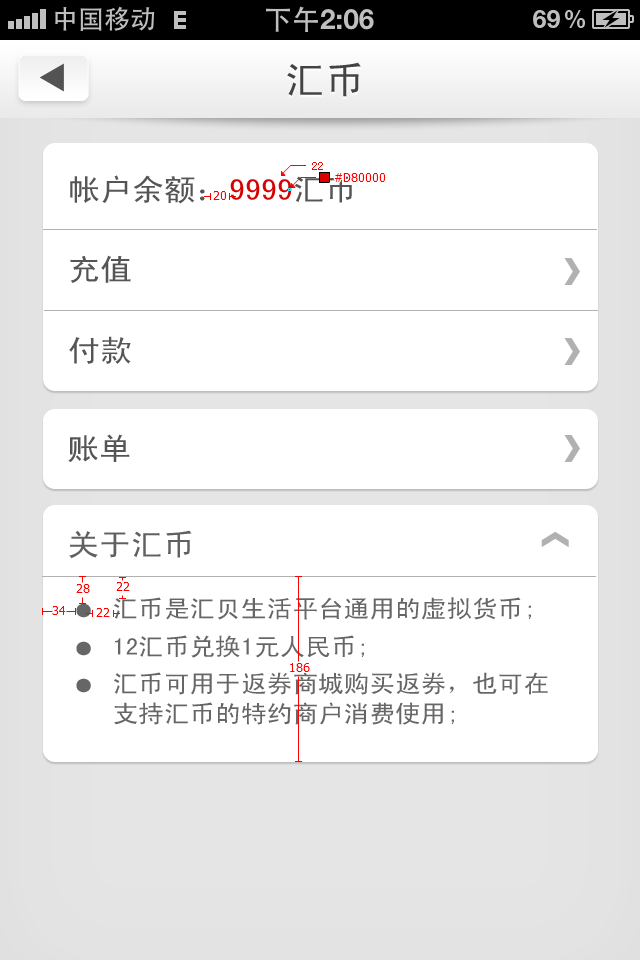 中国移动 E 下午2:06 69%
汇币
22
帐户余额: 20 9999汇币 #D80000
充值
付款
账单
关于汇币
28 22
34 22 汇币是汇贝生活平台通用的虚拟货币;
12汇币兑换1元人民币;
186
汇币可用于返券商城购买返券，也可在
支持汇币的特约商户消费使用;